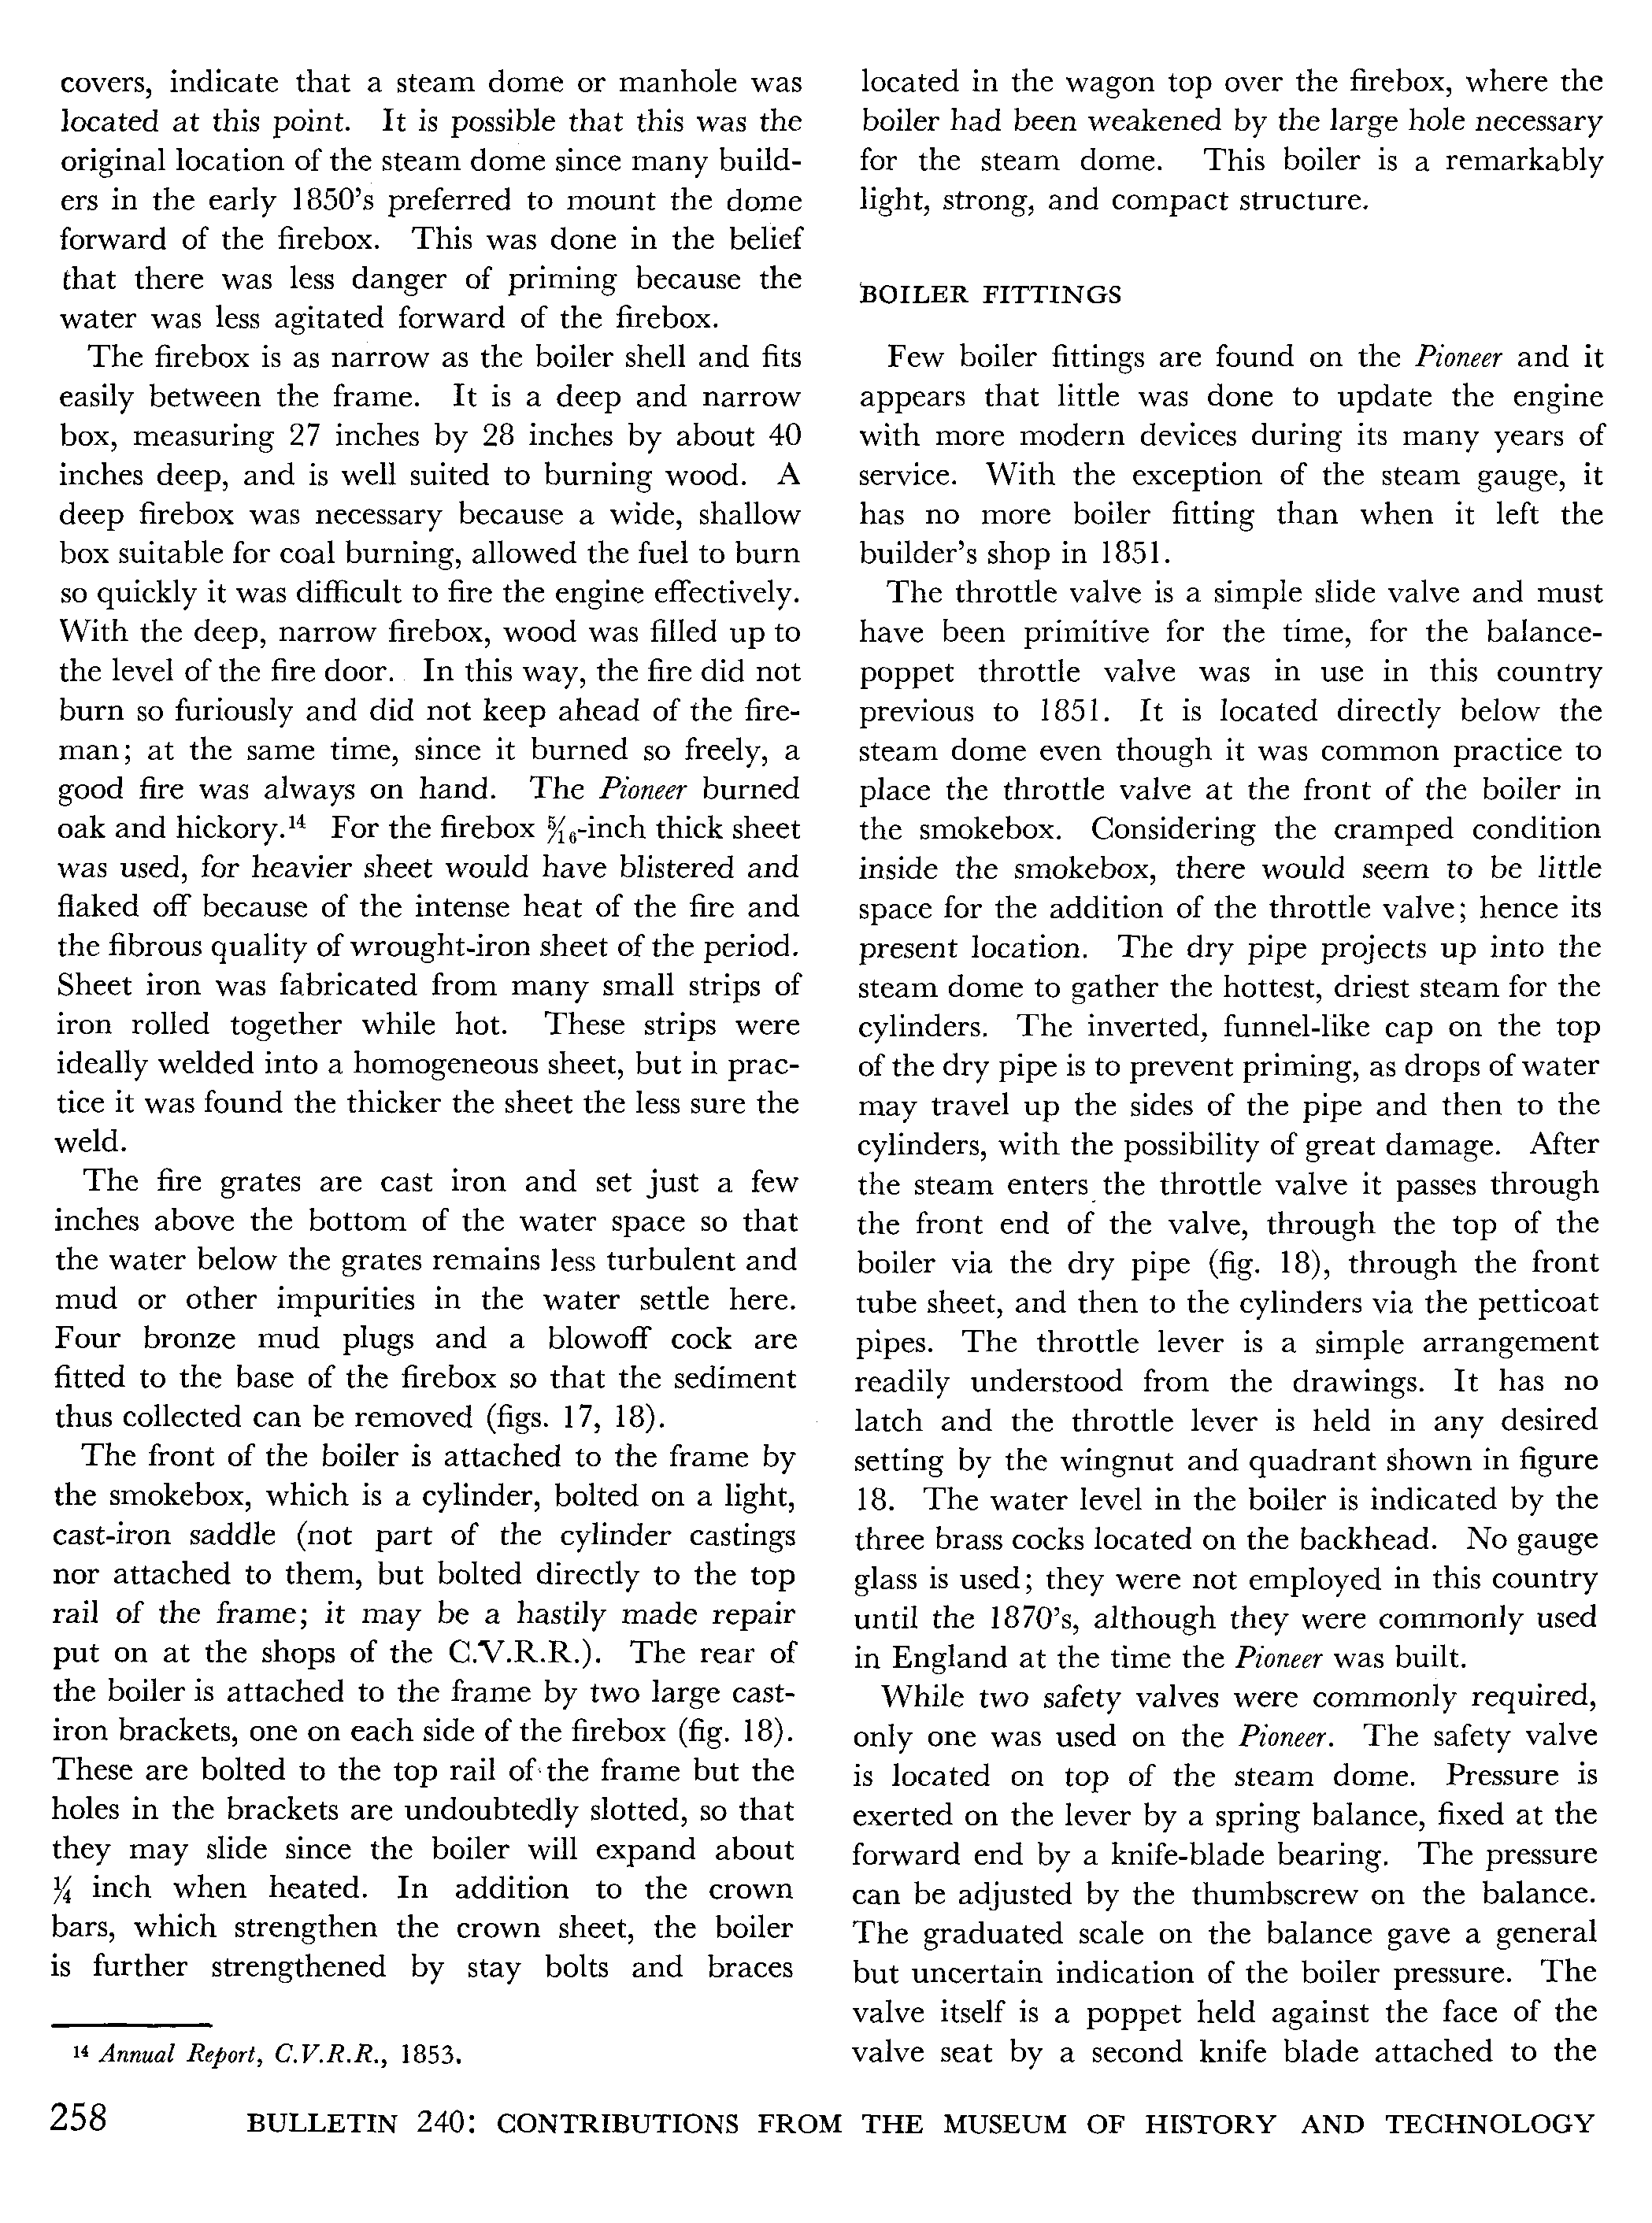 covers, indicate that a steam dome or manhole was
located at this point. It is possible that this was the
original location of the steam dome since many build-
ers in the early 1850's preferred to mount the dome
forward of the firebox. This was done in the belief
that there was less danger of priming because the
water was less agitated forward of the firebox.
The firebox is as narrow as the boiler shell and fits
easily between the frame. It is a deep and narrow
box, measuring 27 inches by 28 inches by about 40
inches deep, and is well suited to burning wood. A
deep firebox was necessary because a wide, shallow
box suitable for coal burning, allowed the fuel to burn
so quickly it was difficult to fire the engine effectively.
With the deep, narrow firebox, wood was filled up to
the level of the fire door. In this way, the fire did not
burn so furiously and did not keep ahead of the fire-
man; at the same time, since it burned so freely, a
good fire was always on hand. The Pioneer burned
oak and hickory.¹⁴ For the firebox 5/16-inch thick sheet
was used, for heavier sheet would have blistered and
flaked off because of the intense heat of the fire and
the fibrous quality of wrought-iron sheet of the period.
Sheet iron was fabricated from many small strips of
iron rolled together while hot. These strips were
ideally welded into a homogeneous sheet, but in prac-
tice it was found the thicker the sheet the less sure the
weld.
The fire grates are cast iron and set just a few
inches above the bottom of the water space so that
the water below the grates remains less turbulent and
mud or other impurities in the water settle here.
Four bronze mud plugs and a blowoff cock are
fitted to the base of the firebox so that the sediment
thus collected can be removed (figs. 17, 18).
The front of the boiler is attached to the frame by
the smokebox, which is a cylinder, bolted on a light,
cast-iron saddle (not part of the cylinder castings
nor attached to them, but bolted directly to the top
rail of the frame; it may be a hastily made repair
put on at the shops of the C.V.R.R.). The rear of
the boiler is attached to the frame by two large cast-
iron brackets, one on each side of the firebox (fig. 18).
These are bolted to the top rail of the frame but the
holes in the brackets are undoubtedly slotted, so that
they may slide since the boiler will expand about
¼ inch when heated. In addition to the crown
bars, which strengthen the crown sheet, the boiler
is further strengthened by stay bolts and braces
¹⁴ Annual Report, C.V.R.R., 1853.
located in the wagon top over the firebox, where the
boiler had been weakened by the large hole necessary
for the steam dome. This boiler is a remarkably
light, strong, and compact structure.
BOILER FITTINGS
Few boiler fittings are found on the Pioneer and it
appears that little was done to update the engine
with more modern devices during its many years of
service. With the exception of the steam gauge, it
has no more boiler fitting than when it left the
builder's shop in 1851.
The throttle valve is a simple slide valve and must
have been primitive for the time, for the balance-
poppet throttle valve was in use in this country
previous to 1851. It is located directly below the
steam dome even though it was common practice to
place the throttle valve at the front of the boiler in
the smokebox. Considering the cramped condition
inside the smokebox, there would seem to be little
space for the addition of the throttle valve; hence its
present location. The dry pipe projects up into the
steam dome to gather the hottest, driest steam for the
cylinders. The inverted, funnel-like cap on the top
of the dry pipe is to prevent priming, as drops of water
may travel up the sides of the pipe and then to the
cylinders, with the possibility of great damage. After
the steam enters the throttle valve it passes through
the front end of the valve, through the top of the
boiler via the dry pipe (fig. 18), through the front
tube sheet, and then to the cylinders via the petticoat
pipes. The throttle lever is a simple arrangement
readily understood from the drawings. It has no
latch and the throttle lever is held in any desired
setting by the wingnut and quadrant shown in figure
18. The water level in the boiler is indicated by the
three brass cocks located on the backhead. No gauge
glass is used; they were not employed in this country
until the 1870's, although they were commonly used
in England at the time the Pioneer was built.
While two safety valves were commonly required,
only one was used on the Pioneer. The safety valve
is located on top of the steam dome. Pressure is
exerted on the lever by a spring balance, fixed at the
forward end by a knife-blade bearing. The pressure
can be adjusted by the thumbscrew on the balance.
The graduated scale on the balance gave a general
but uncertain indication of the boiler pressure. The
valve itself is a poppet held against the face of the
valve seat by a second knife blade attached to the
258 BULLETIN 240: CONTRIBUTIONS FROM THE MUSEUM OF HISTORY AND TECHNOLOGY